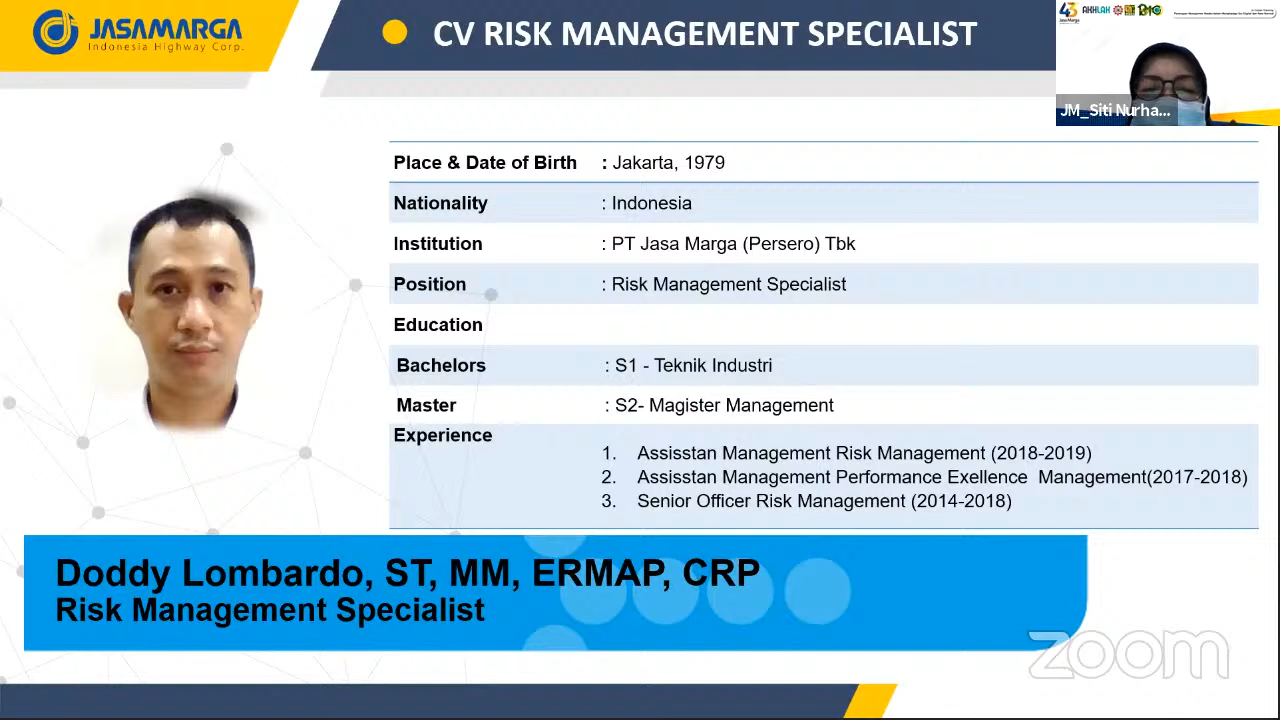 JASAMARGA
Indonesia Highway Corp.
CV RISK MANAGEMENT SPECIALIST
43
AKHLAK
JM_Siti Nurha...
Place & Date of Birth : Jakarta, 1979
Nationality : Indonesia
Institution : PT Jasa Marga (Persero) Tbk
Position : Risk Management Specialist
Education
Bachelors : S1 - Teknik Industri
Master : S2- Magister Management
Experience
1. Assisstan Management Risk Management (2018-2019)
2. Assisstan Management Performance Exellence Management(2017-2018)
3. Senior Officer Risk Management (2014-2018)
Doddy Lombardo, ST, MM, ERMAP, CRP
Risk Management Specialist
zoom